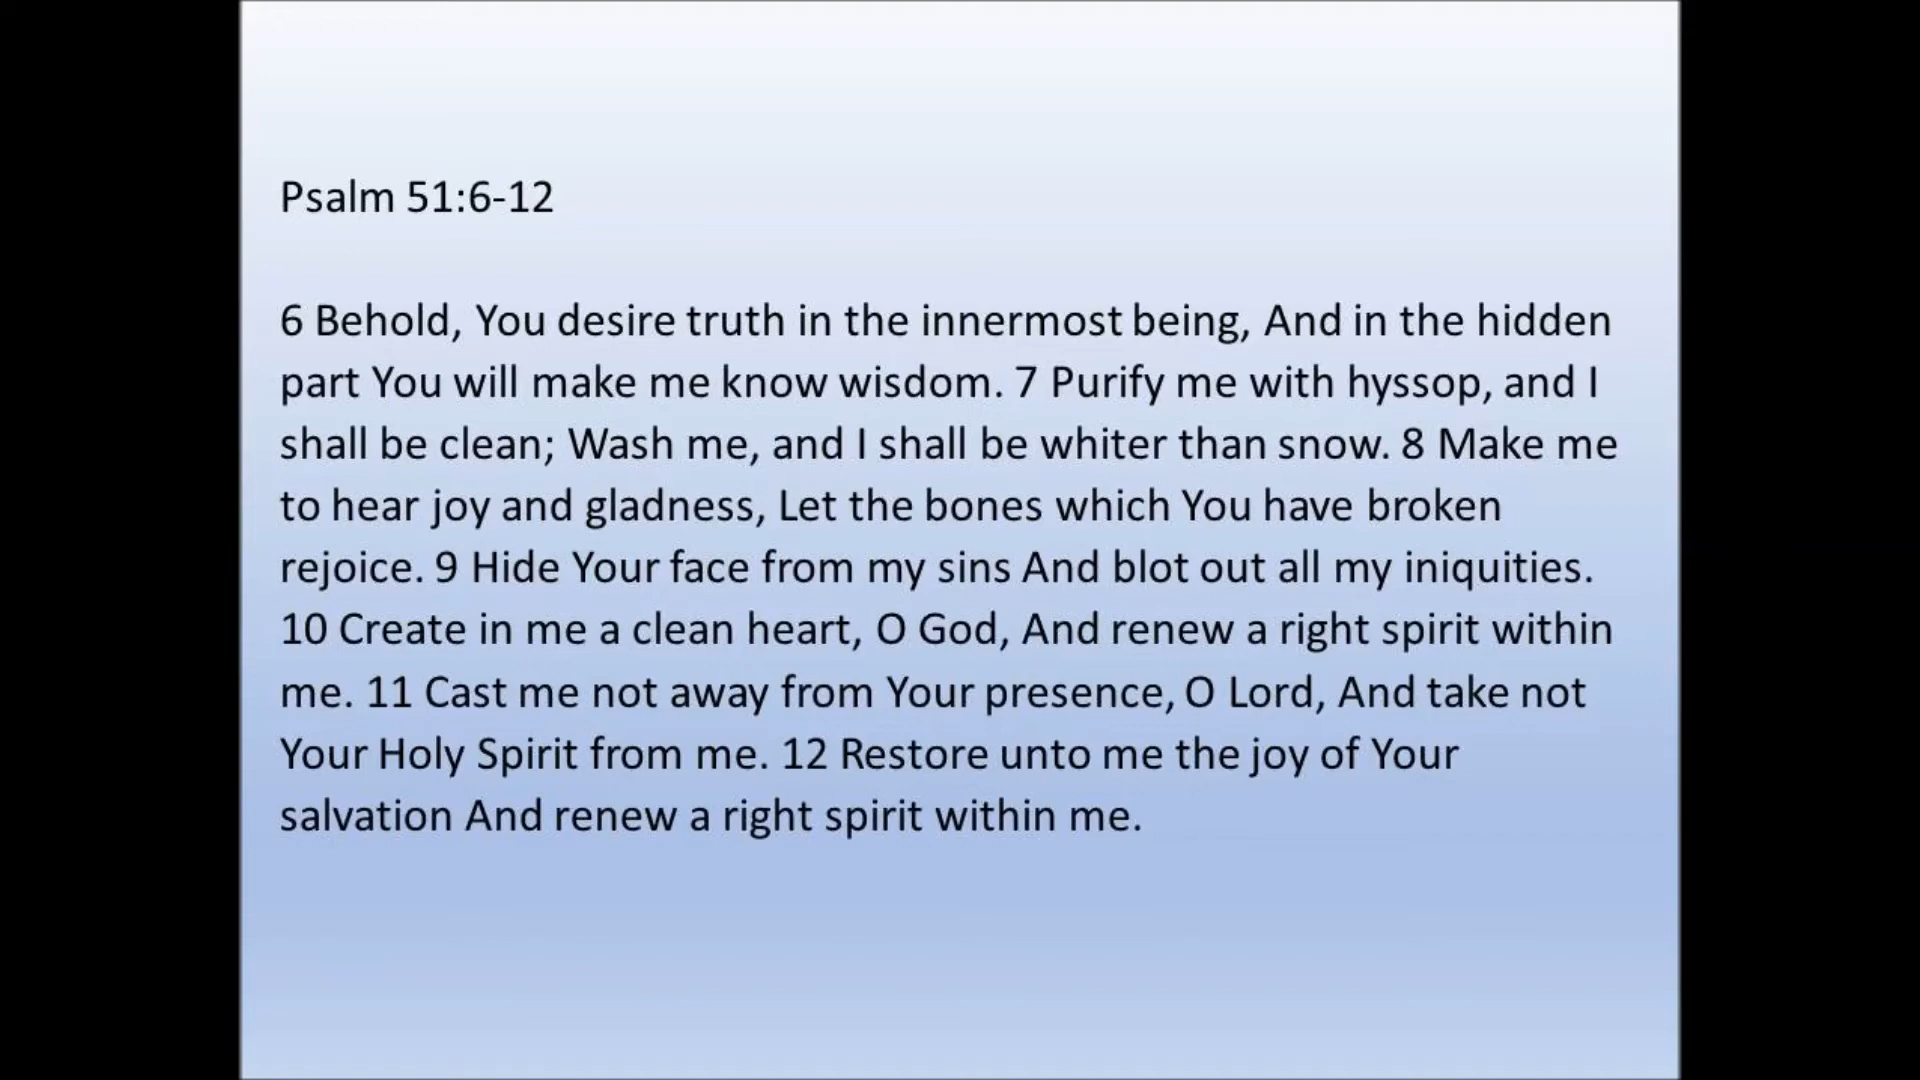 Psalm 51:6-12
6 Behold, You desire truth in the innermost being, And in the hidden
part You will make me know wisdom. 7 Purify me with hyssop, and I
shall be clean; Wash me, and I shall be whiter than snow. 8 Make me
to hear joy and gladness, Let the bones which You have broken
rejoice. 9 Hide Your face from my sins And blot out all my iniquities.
10 Create in me a clean heart, O God, And renew a right spirit within
me. 11 Cast me not away from Your presence, O Lord, And take not
Your Holy Spirit from me. 12 Restore unto me the joy of Your
salvation And renew a right spirit within me.